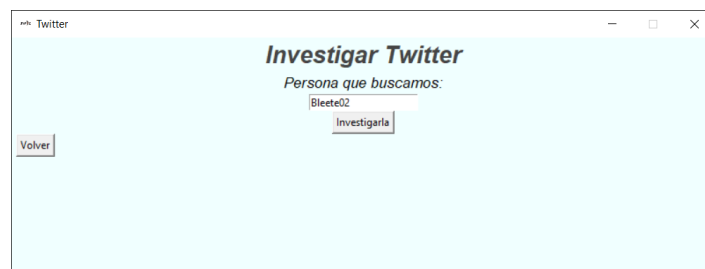 Twitter
Investigar Twitter
Persona que buscamos:
Bleete02
Investigarla
Volver